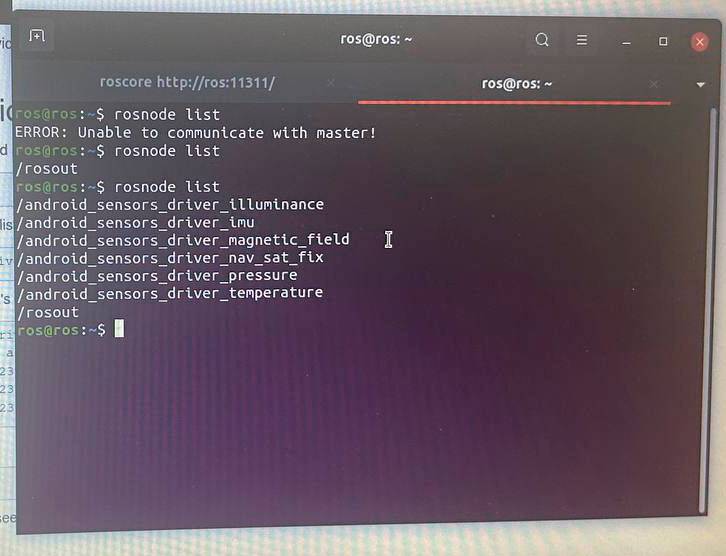 ros@ros: ~
roscore http://ros:11311/
ros@ros: ~
ros@ros:~$ rosnode list
ERROR: Unable to communicate with master!
ros@ros:~$ rosnode list
/rosout
ros@ros:~$ rosnode list
/android_sensors_driver_illuminance
/android_sensors_driver_imu
/android_sensors_driver_magnetic_field
/android_sensors_driver_nav_sat_fix
/android_sensors_driver_pressure
/android_sensors_driver_temperature
/rosout
ros@ros:~$